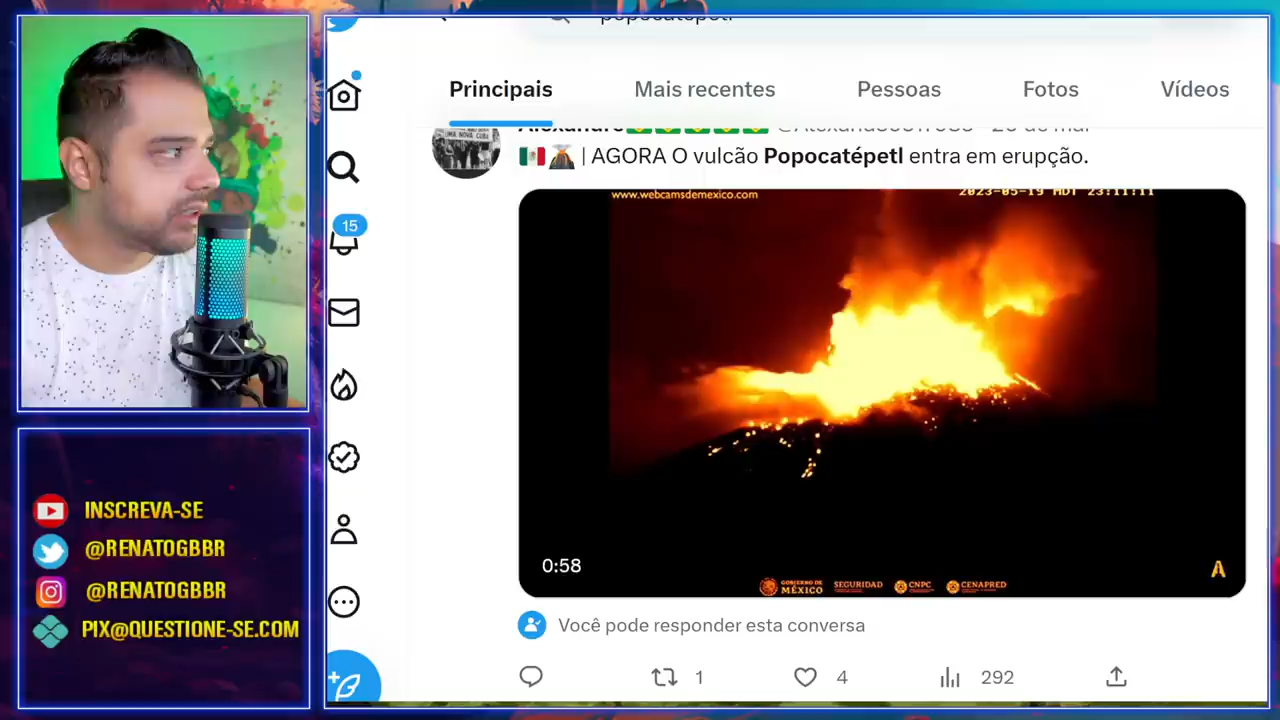 popocatépetl
Principais
Mais recentes
Pessoas
Fotos
Vídeos
| AGORA O vulcão Popocatépetl entra em erupção.
www.webcamsdemexico.com
2023-05-19 MDT 23:11:11
0:58
GOBIERNO DE
MÉXICO
SEGURIDAD
CNPC
CENAPRED
A
Você pode responder esta conversa
1
4
292
15
INSCREVA-SE
@RENATOGBBR
@RENATOGBBR
PIX@QUESTIONE-SE.COM